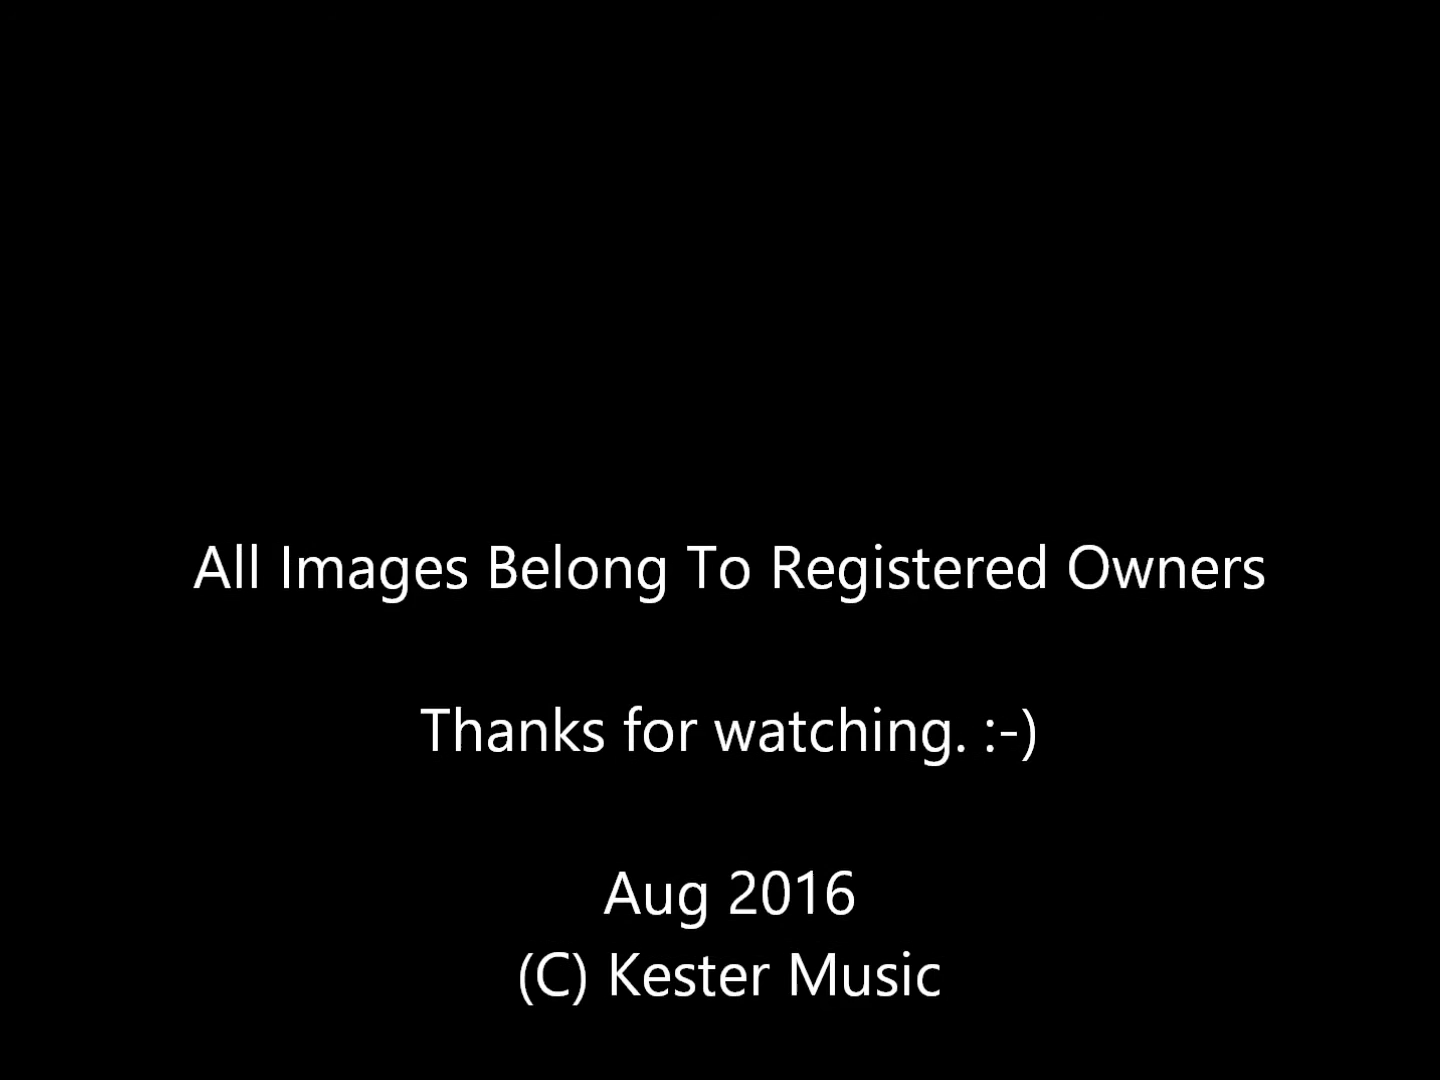 All Images Belong To Registered Owners
Thanks for watching. :-)
Aug 2016
(C) Kester Music